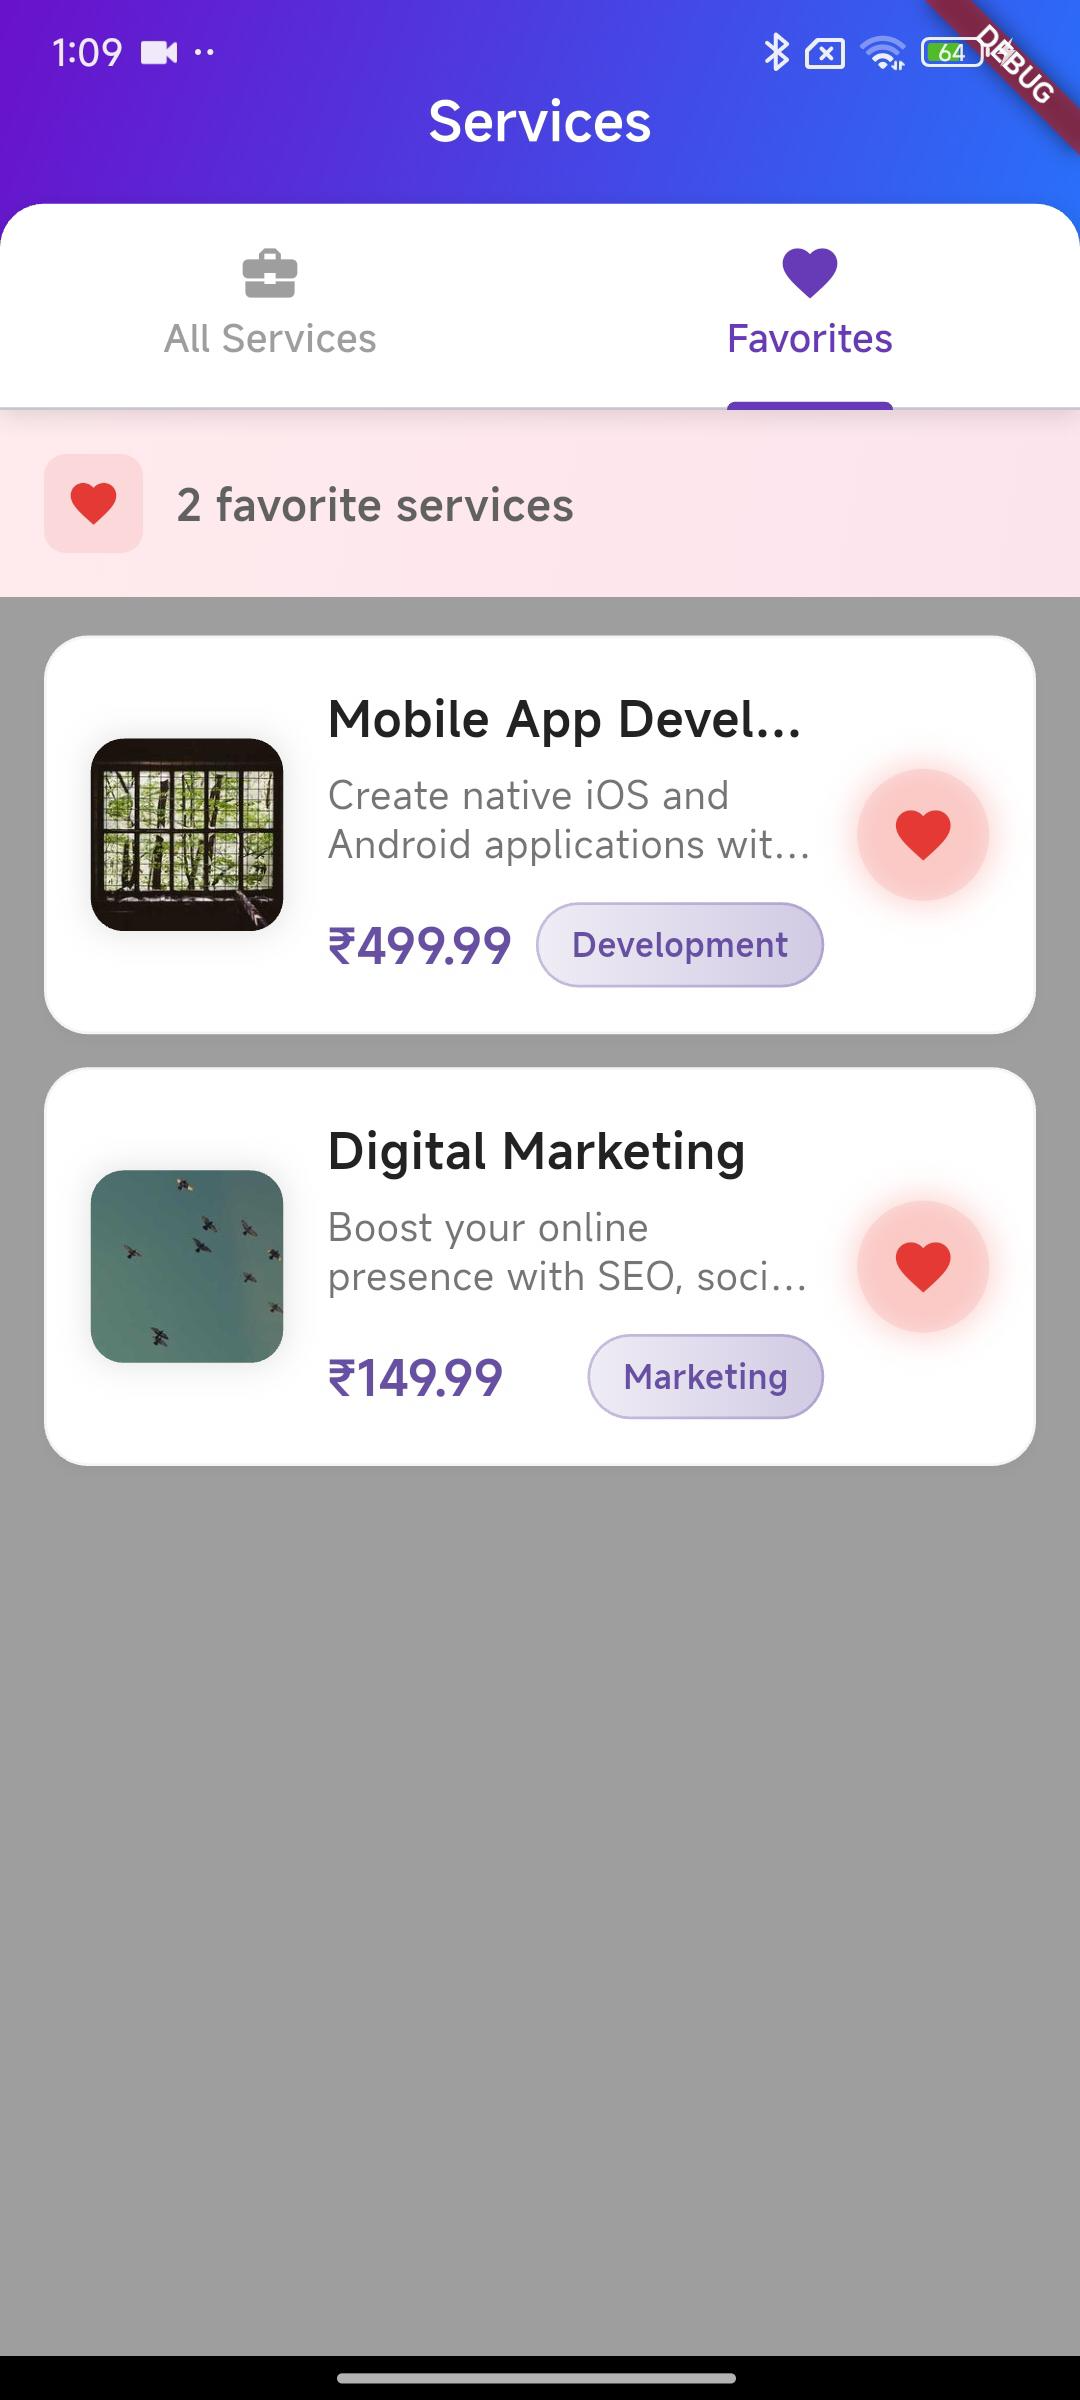 1:09
64
DEBUG
Services
All Services
Favorites
2 favorite services
Mobile App Devel...
Create native iOS and
Android applications wit...
₹499.99
Development
Digital Marketing
Boost your online
presence with SEO, soci...
₹149.99
Marketing